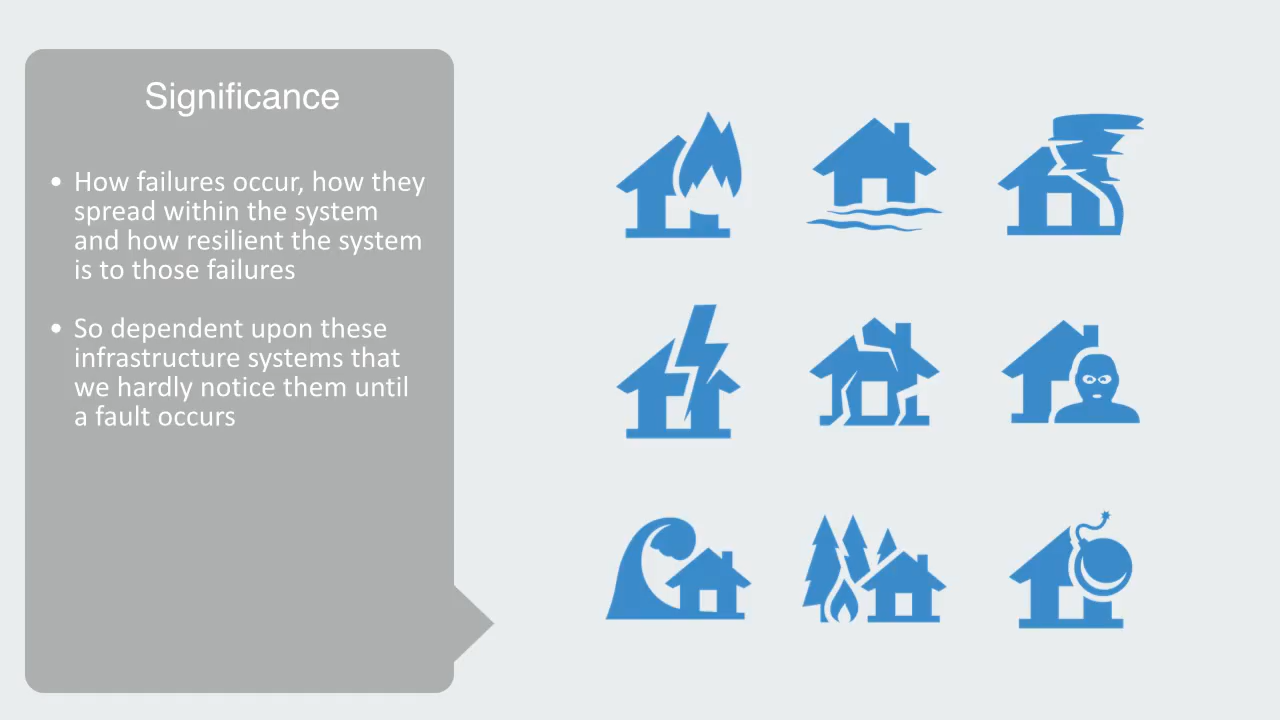 Significance
• How failures occur, how they
spread within the system
and how resilient the system
is to those failures
• So dependent upon these
infrastructure systems that
we hardly notice them until
a fault occurs